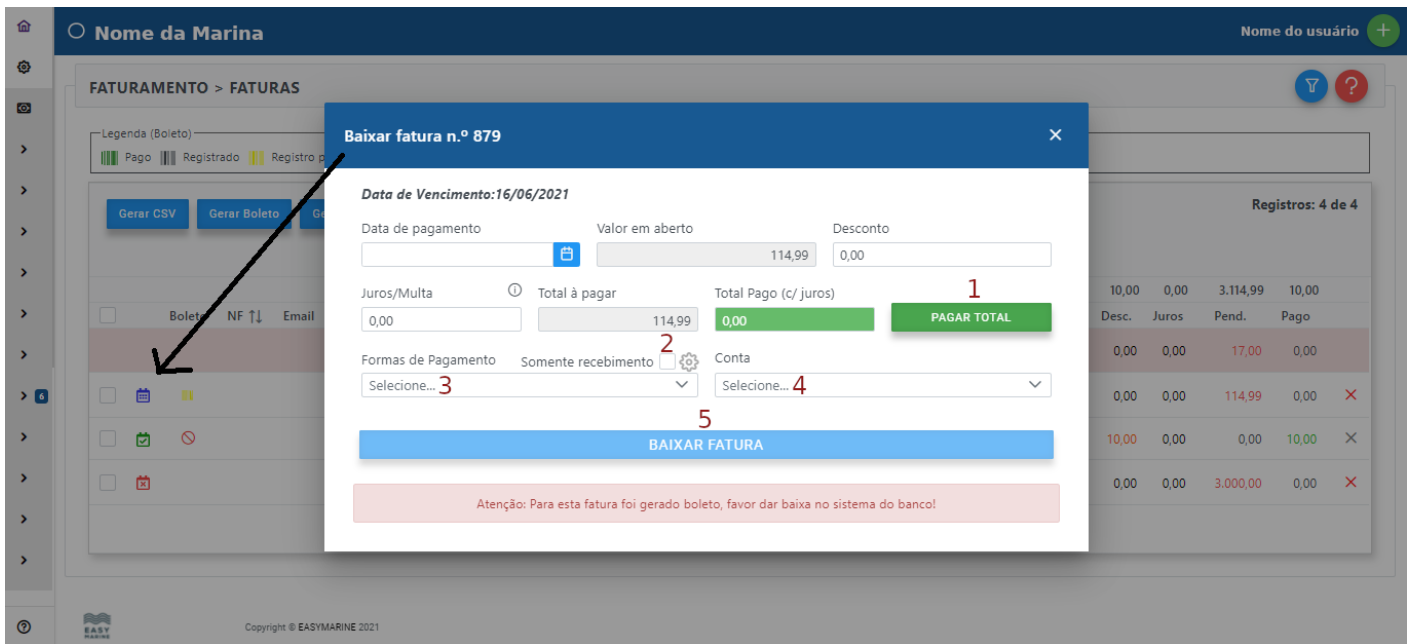 Nome da Marina
Nome do usuário
FATURAMENTO > FATURAS
Legenda (Boleto)
Pago Registrado Registro p
Baixar fatura n.º 879
Data de Vencimento:16/06/2021
Gerar CSV Gerar Boleto Ge
Registros: 4 de 4
Data de pagamento Valor em aberto Desconto
114,99 0,00
1
Juros/Multa Total à pagar Total Pago (c/ juros)
0,00 114,99 0,00 PAGAR TOTAL
10,00 0,00 3.114,99 10,00
Boleto NF Email
Desc. Juros Pend. Pago
0,00 0,00 17,00 0,00
2
Formas de Pagamento Somente recebimento Conta
Selecione... 3 Selecione... 4
6
0,00 0,00 114,99 0,00
5
BAIXAR FATURA
10,00 0,00 0,00 10,00
0,00 0,00 3.000,00 0,00
Atenção: Para esta fatura foi gerado boleto, favor dar baixa no sistema do banco!
EASY
MARINE
Copyright © EASYMARINE 2021